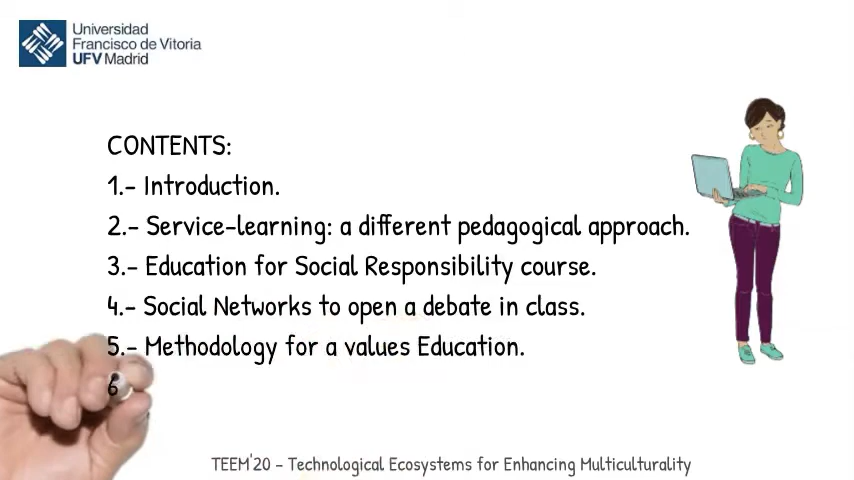 Universidad
Francisco de Vitoria
UFV Madrid
CONTENTS:
1.- Introduction.
2.- Service-learning: a different pedagogical approach.
3.- Education for Social Responsibility course.
4.- Social Networks to open a debate in class.
5.- Methodology for a values Education.
6
TEEM'20 - Technological Ecosystems for Enhancing Multiculturality